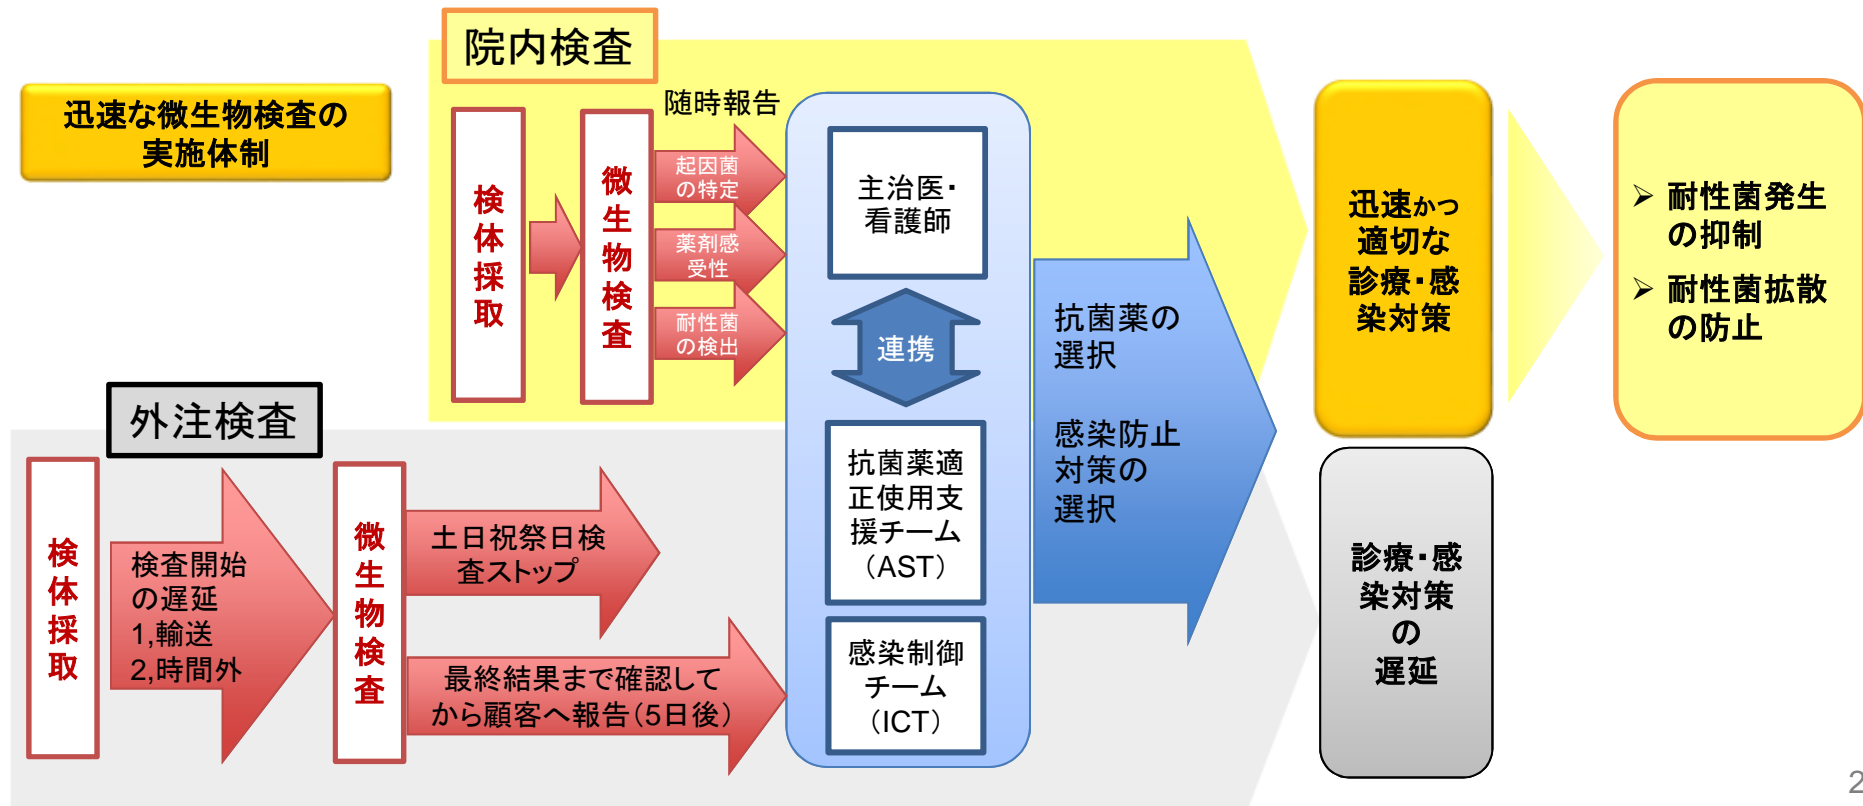 院内検査
迅速な微生物検査の
実施体制
検体採取
微生物検査
随時報告
起因菌
の特定
薬剤感
受性
耐性菌
の検出
主治医・
看護師
連携
抗菌薬適
正使用支
援チーム
（AST）
感染制御
チーム
（ICT）
抗菌薬の
選択
感染防止
対策の
選択
迅速かつ
適切な
診療・感
染対策
➢ 耐性菌発生
の抑制
➢ 耐性菌拡散
の防止
外注検査
検体採取
検査開始
の遅延
1,輸送
2,時間外
微生物検査
土日祝祭日検
査ストップ
最終結果まで確認して
から顧客へ報告（5日後）
診療・感
染対策
の
遅延
2